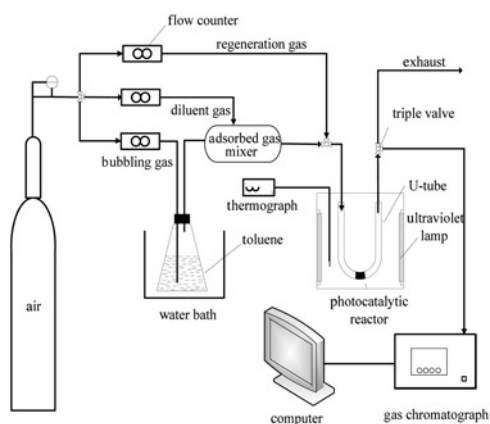 flow counter
regeneration gas
exhaust
diluent gas
triple valve
adsorbed gas
mixer
bubbling gas
U-tube
thermograph
ultraviolet
lamp
toluene
air
water bath
photocatalytic
reactor
computer
gas chromatograph